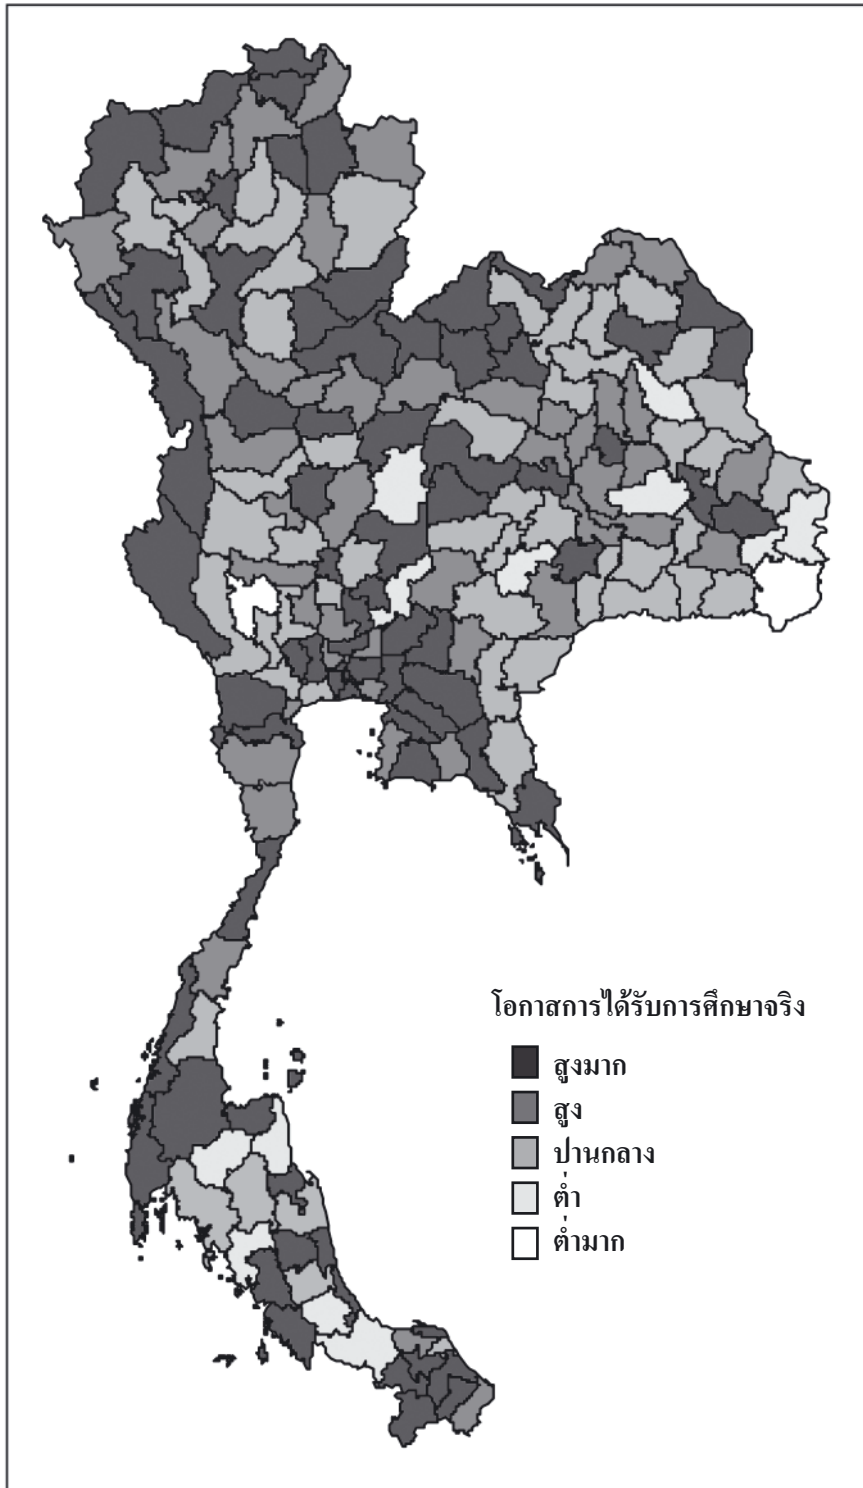 โอกาสการได้รับการศึกษาจริง
สูงมาก
สูง
ปานกลาง
ต่ำ
ต่ำมาก